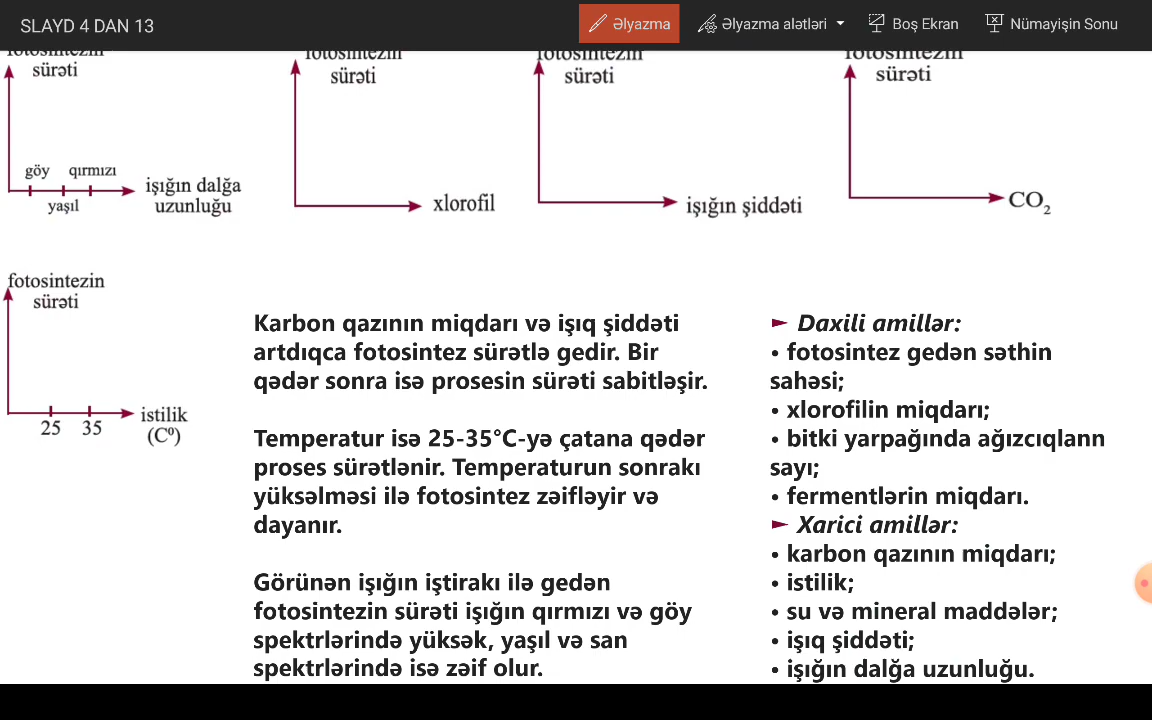 SLAYD 4 DAN 13
Əlyazma
Əlyazma alətləri
Boş Ekran
Nümayişin Sonu
fotosintezin
sürəti
göy qırmızı
yaşıl
işığın dalğa
uzunluğu
fotosintezin
sürəti
xlorofil
fotosintezin
sürəti
işığın şiddəti
fotosintezin
sürəti
CO₂
fotosintezin
sürəti
25 35
istilik
(C⁰)
Karbon qazının miqdarı və işıq şiddəti
artdıqca fotosintez sürətlə gedir. Bir
qədər sonra isə prosesin sürəti sabitləşir.
Temperatur isə 25-35°C-yə çatana qədər
proses sürətlənir. Temperaturun sonrakı
yüksəlməsi ilə fotosintez zəifləyir və
dayanır.
Görünən işığın iştirakı ilə gedən
fotosintezin sürəti işığın qırmızı və göy
spektrlərində yüksək, yaşıl və san
spektrlərində isə zəif olur.
► Daxili amillər:
• fotosintez gedən səthin
sahəsi;
• xlorofilin miqdarı;
• bitki yarpağında ağızcıqlann
sayı;
• fermentlərin miqdarı.
► Xarici amillər:
• karbon qazının miqdarı;
• istilik;
• su və mineral maddələr;
• işıq şiddəti;
• işığın dalğa uzunluğu.